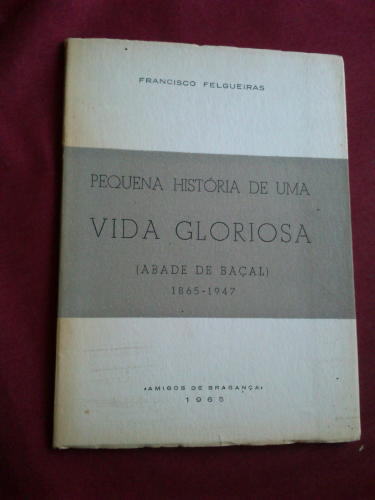 FRANCISCO FELGUEIRAS
PEQUENA HISTÓRIA DE UMA
VIDA GLORIOSA
(ABADE DE BAÇAL)
1865-1947
«AMIGOS DE BRAGANÇA»
1965